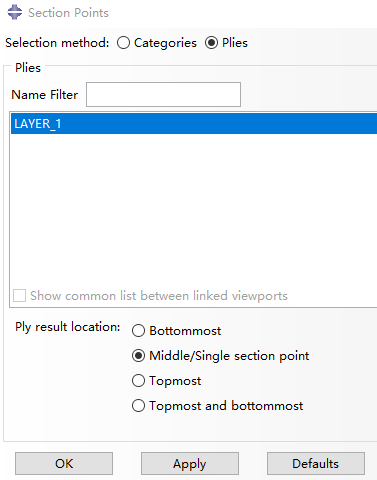 Section Points
Selection method: Categories Plies
Plies
Name Filter
LAYER_1
Show common list between linked viewports
Ply result location: Bottommost
Middle/Single section point
Topmost
Topmost and bottommost
OK Apply Defaults